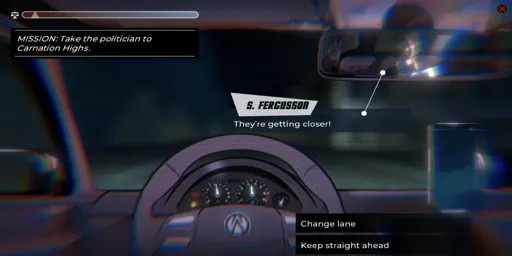 MISSION: Take the politician to
Carnation Highs.
S. FERGUSSON
They're getting closer!
Change lane
Keep straight ahead